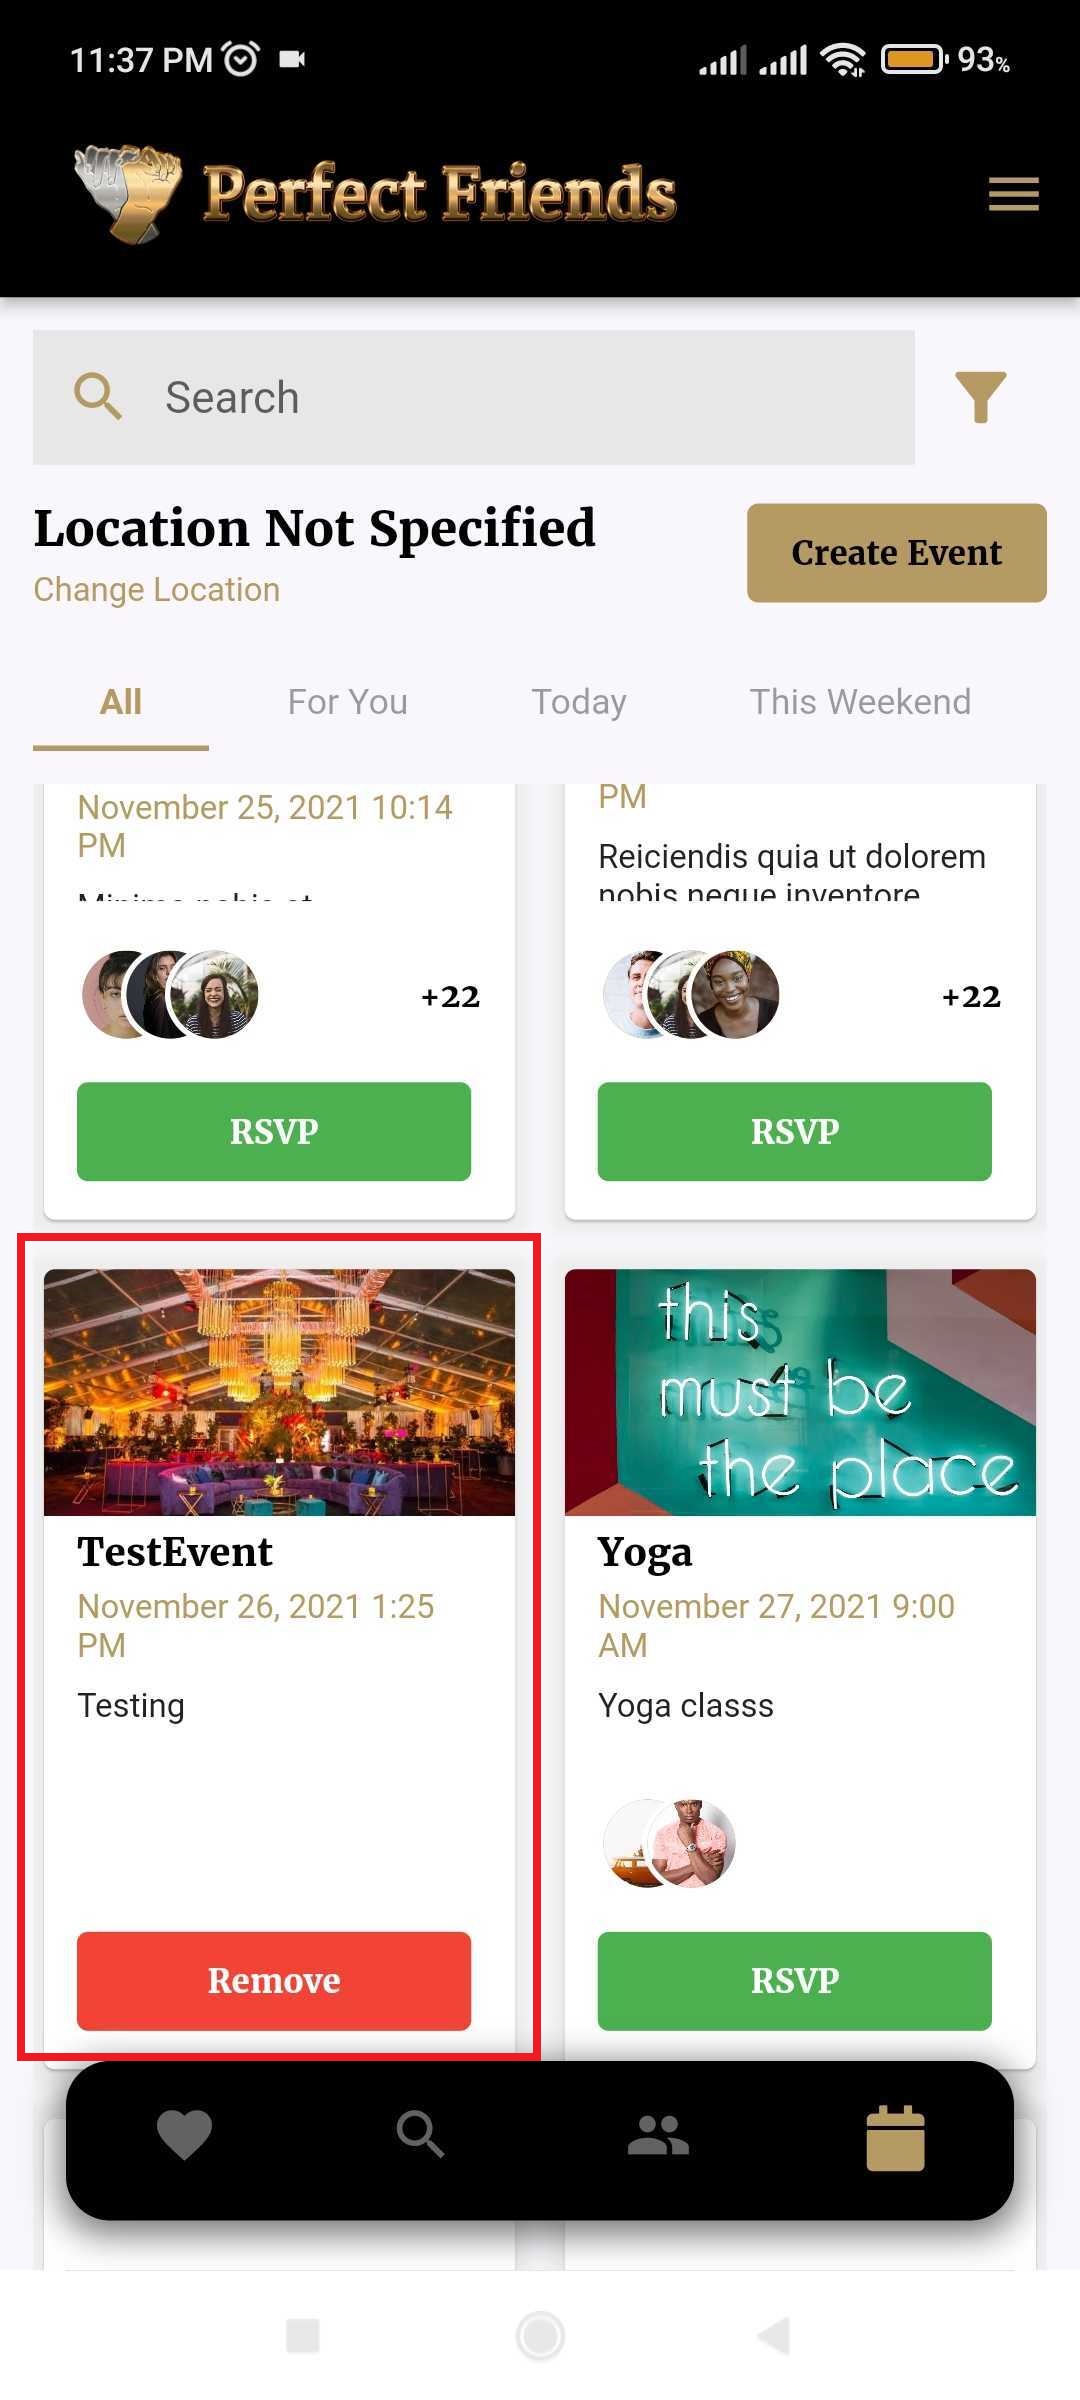 11:37 PM
93%
Perfect Friends
Search
Location Not Specified
Change Location
Create Event
All
For You
Today
This Weekend
November 25, 2021 10:14
PM
PM
Reiciendis quia ut dolorem
nobis neque inventore
+22
+22
RSVP
RSVP
this
must be
the place
TestEvent
November 26, 2021 1:25
PM
Testing
Remove
Yoga
November 27, 2021 9:00
AM
Yoga classs
RSVP